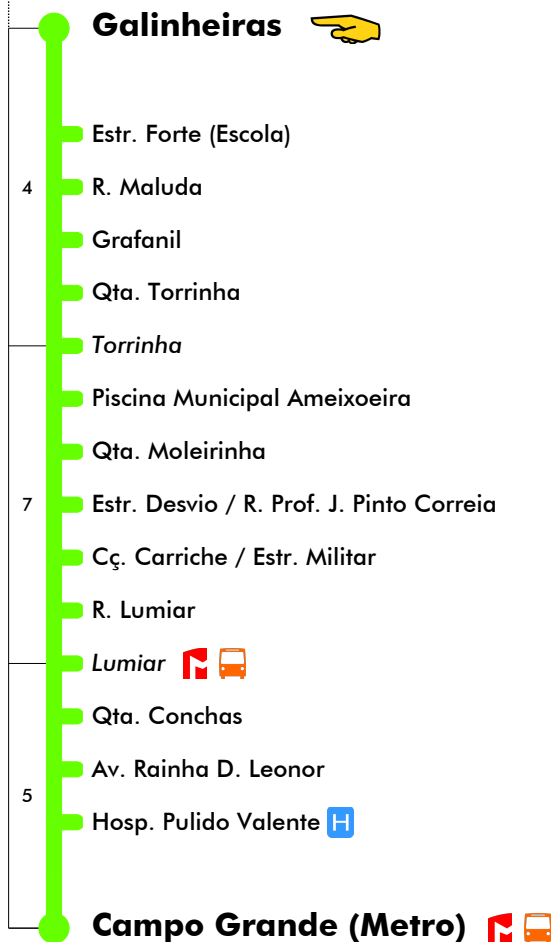 Galinheiras
Estr. Forte (Escola)
4
R. Maluda
Grafanil
Qta. Torrinha
Torrinha
Piscina Municipal Ameixoeira
Qta. Moleirinha
7
Estr. Desvio / R. Prof. J. Pinto Correia
Cç. Carriche / Estr. Militar
R. Lumiar
Lumiar
Qta. Conchas
Av. Rainha D. Leonor
5
Hosp. Pulido Valente H
Campo Grande (Metro)